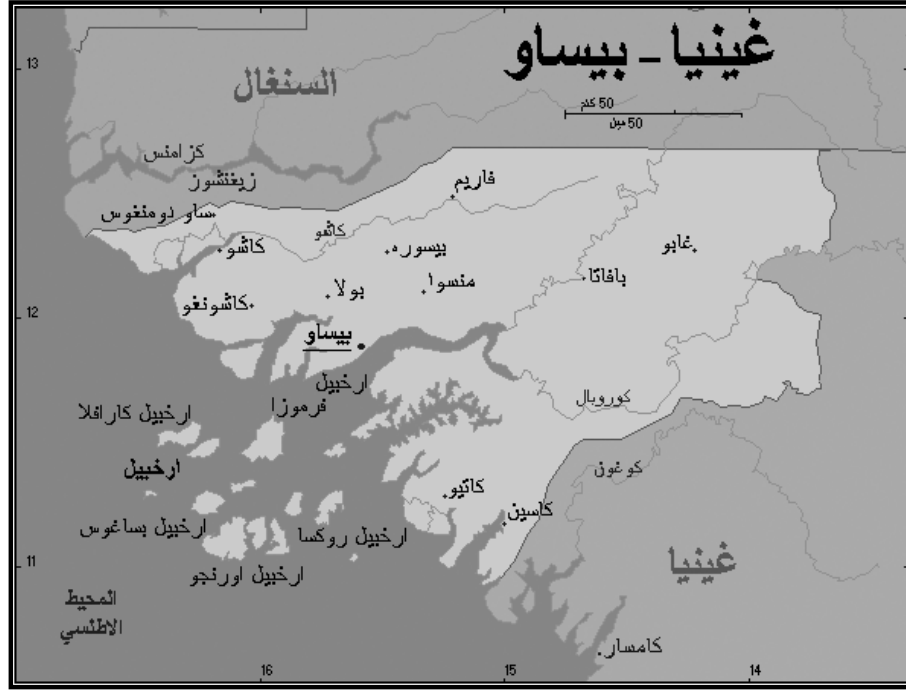 غينيا - بيساو
13
السنغال
50 كلم
50 ميل
كزامنس
زيغنشوز
فاريم
ساو دومنغوس
كاشو
كاشو
بيسوره
غابو
بافاتا
منسوا
بولا
كاشونغو
12
بيساو
ارخبيل
فرموزا
كوروبال
ارخبيل كارافلا
ارخبيل
كوغون
كاتيو
كاسين
ارخبيل بساغوس
ارخبيل روكسا
ارخبيل اورنجو
11
غينيا
المحيط
الاطلسي
كامسار
16
15
14